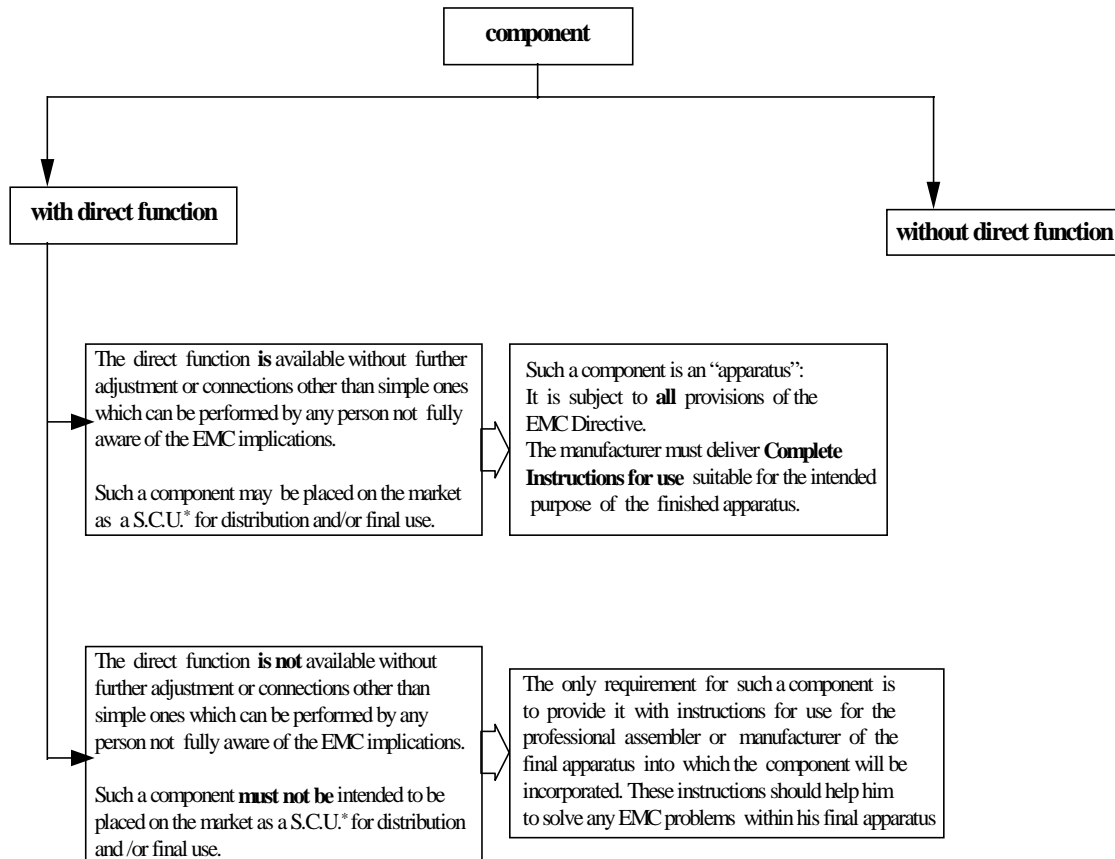 component
with direct function
without direct function
The direct function is available without further
adjustment or connections other than simple ones
which can be performed by any person not fully
aware of the EMC implications.
Such a component may be placed on the market
as a S.C.U.* for distribution and/or final use.
Such a component is an “apparatus”:
It is subject to all provisions of the
EMC Directive.
The manufacturer must deliver Complete
Instructions for use suitable for the intended
purpose of the finished apparatus.
The direct function is not available without
further adjustment or connections other than
simple ones which can be performed by any
person not fully aware of the EMC implications.
Such a component must not be intended to be
placed on the market as a S.C.U.* for distribution
and /or final use.
The only requirement for such a component is
to provide it with instructions for use for the
professional assembler or manufacturer of the
final apparatus into which the component will be
incorporated. These instructions should help him
to solve any EMC problems within his final apparatus